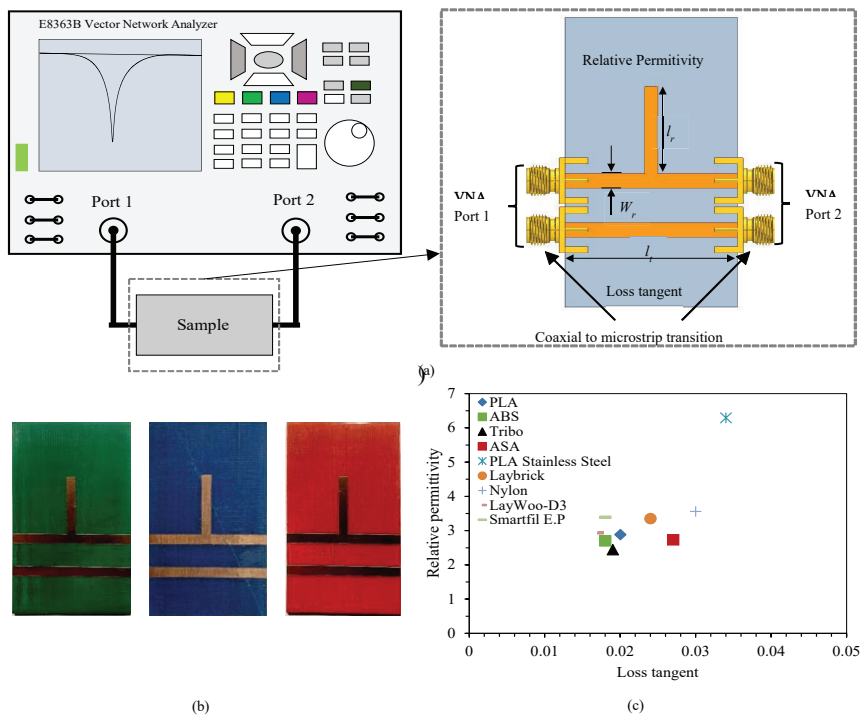 E8363B Vector Network Analyzer
Port 1
Port 2
Sample
Relative Permitivity
lr
Wr
lt
VNA
Port 1
VNA
Port 2
Loss tangent
Coaxial to microstrip transition
(a)
)
7
6
5
4
3
2
1
0
Relative permittivity
PLA
ABS
Tribo
ASA
PLA Stainless Steel
Laybrick
Nylon
LayWoo-D3
Smartfil E.P
0
0.01
0.02
0.03
0.04
0.05
Loss tangent
(b)
(c)